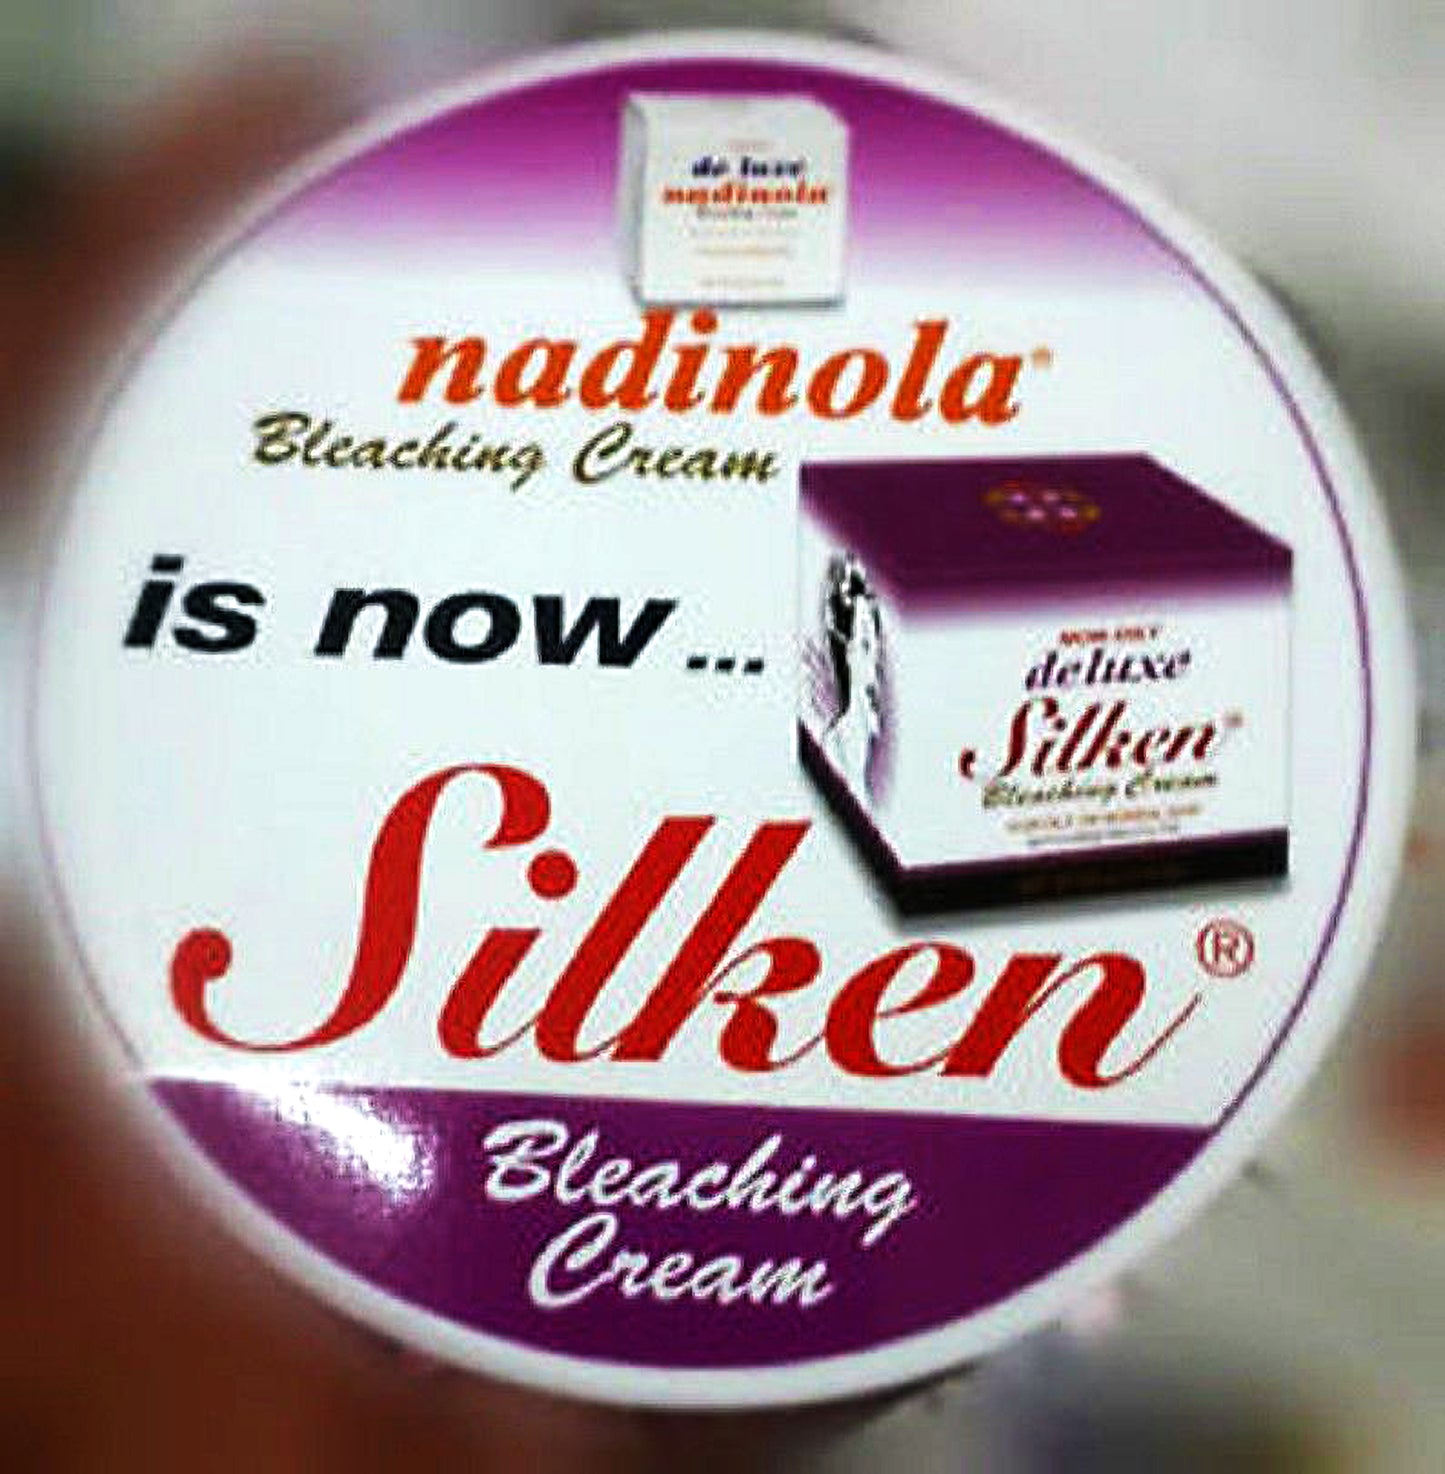 de luxe
nadinola
nadinola®
Bleaching Cream
is now...
deluxe
Silken®
Bleaching Cream
Silken®
Bleaching
Cream